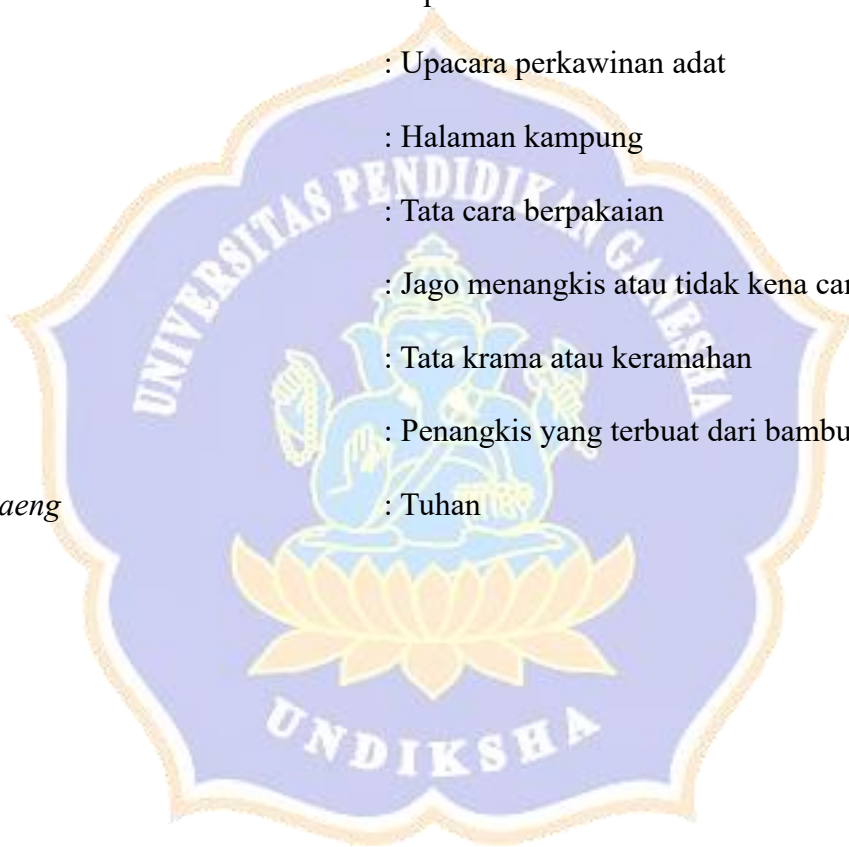 : Upacara perkawinan adat
: Halaman kampung
UNIVERSITAS PENDIDIKAN GANESHA
: Tata cara berpakaian
: Jago menangkis atau tidak kena
: Tata krama atau keramahan
: Penangkis yang terbuat dari bambu
aeng : Tuhan
UNDIKSHA